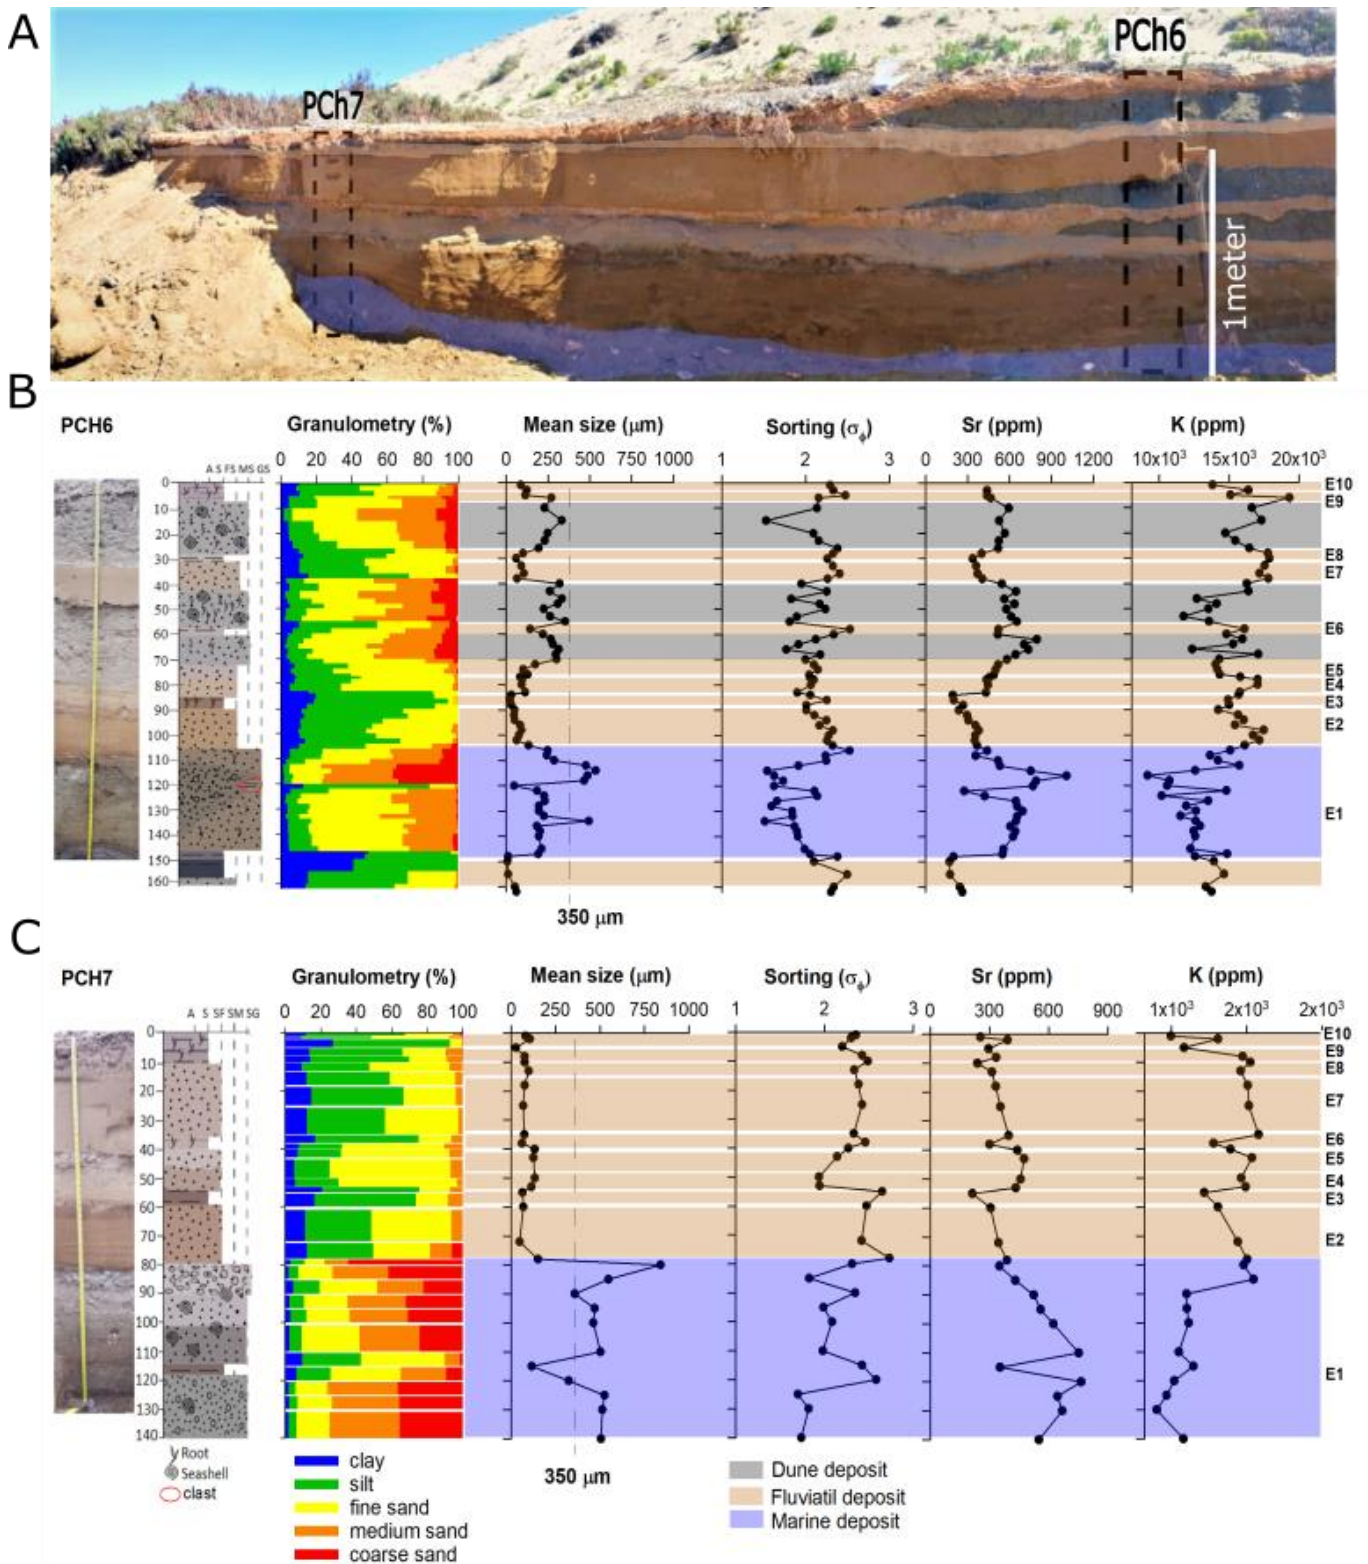 A
PCh7
PCh6
1meter
B
PCH6
Granulometry (%)
Mean size (μm)
Sorting (σϕ)
Sr (ppm)
K (ppm)
A S FS MS GS
0 20 40 60 80 100
0 250 500 750 1000
1 2 3
0 300 600 900 1200
10x10³ 15x10³ 20x10³
0
10
20
30
40
50
60
70
80
90
100
110
120
130
140
150
160
E10
E9
E8
E7
E6
E5
E4
E3
E2
E1
350 μm
C
PCH7
Granulometry (%)
Mean size (μm)
Sorting (σϕ)
Sr (ppm)
K (ppm)
A S SF SM SG
0 20 40 60 80 100
0 250 500 750 1000
1 2 3
0 300 600 900
1x10³ 2x10³ 2x10³
0
10
20
30
40
50
60
70
80
90
100
110
120
130
140
E10
E9
E8
E7
E6
E5
E4
E3
E2
E1
350 μm
Root
Seashell
clast
clay
silt
fine sand
medium sand
coarse sand
Dune deposit
Fluviatil deposit
Marine deposit